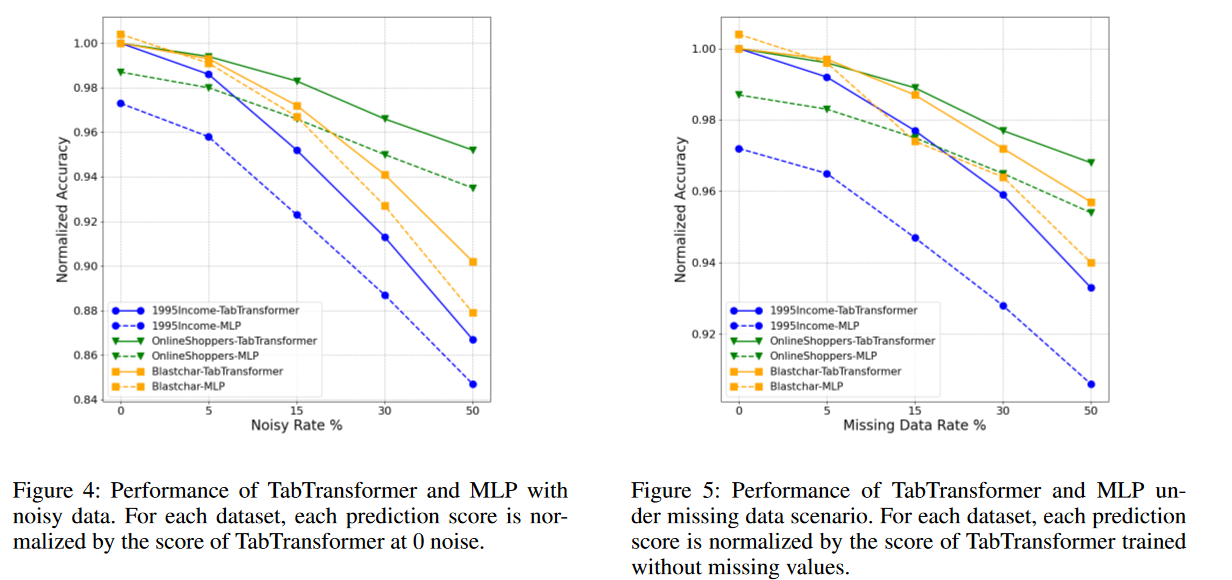 1.00
0.98
0.96
0.94
0.92
0.90
0.88
0.86
0.84
Normalized Accuracy
1995Income-TabTransformer
1995Income-MLP
OnlineShoppers-TabTransformer
OnlineShoppers-MLP
Blastchar-TabTransformer
Blastchar-MLP
0 5 15 30 50
Noisy Rate %
Figure 4: Performance of TabTransformer and MLP with
noisy data. For each dataset, each prediction score is nor-
malized by the score of TabTransformer at 0 noise.
1.00
0.98
0.96
0.94
0.92
Normalized Accuracy
1995Income-TabTransformer
1995Income-MLP
OnlineShoppers-TabTransformer
OnlineShoppers-MLP
Blastchar-TabTransformer
Blastchar-MLP
0 5 15 30 50
Missing Data Rate %
Figure 5: Performance of TabTransformer and MLP un-
der missing data scenario. For each dataset, each prediction
score is normalized by the score of TabTransformer trained
without missing values.